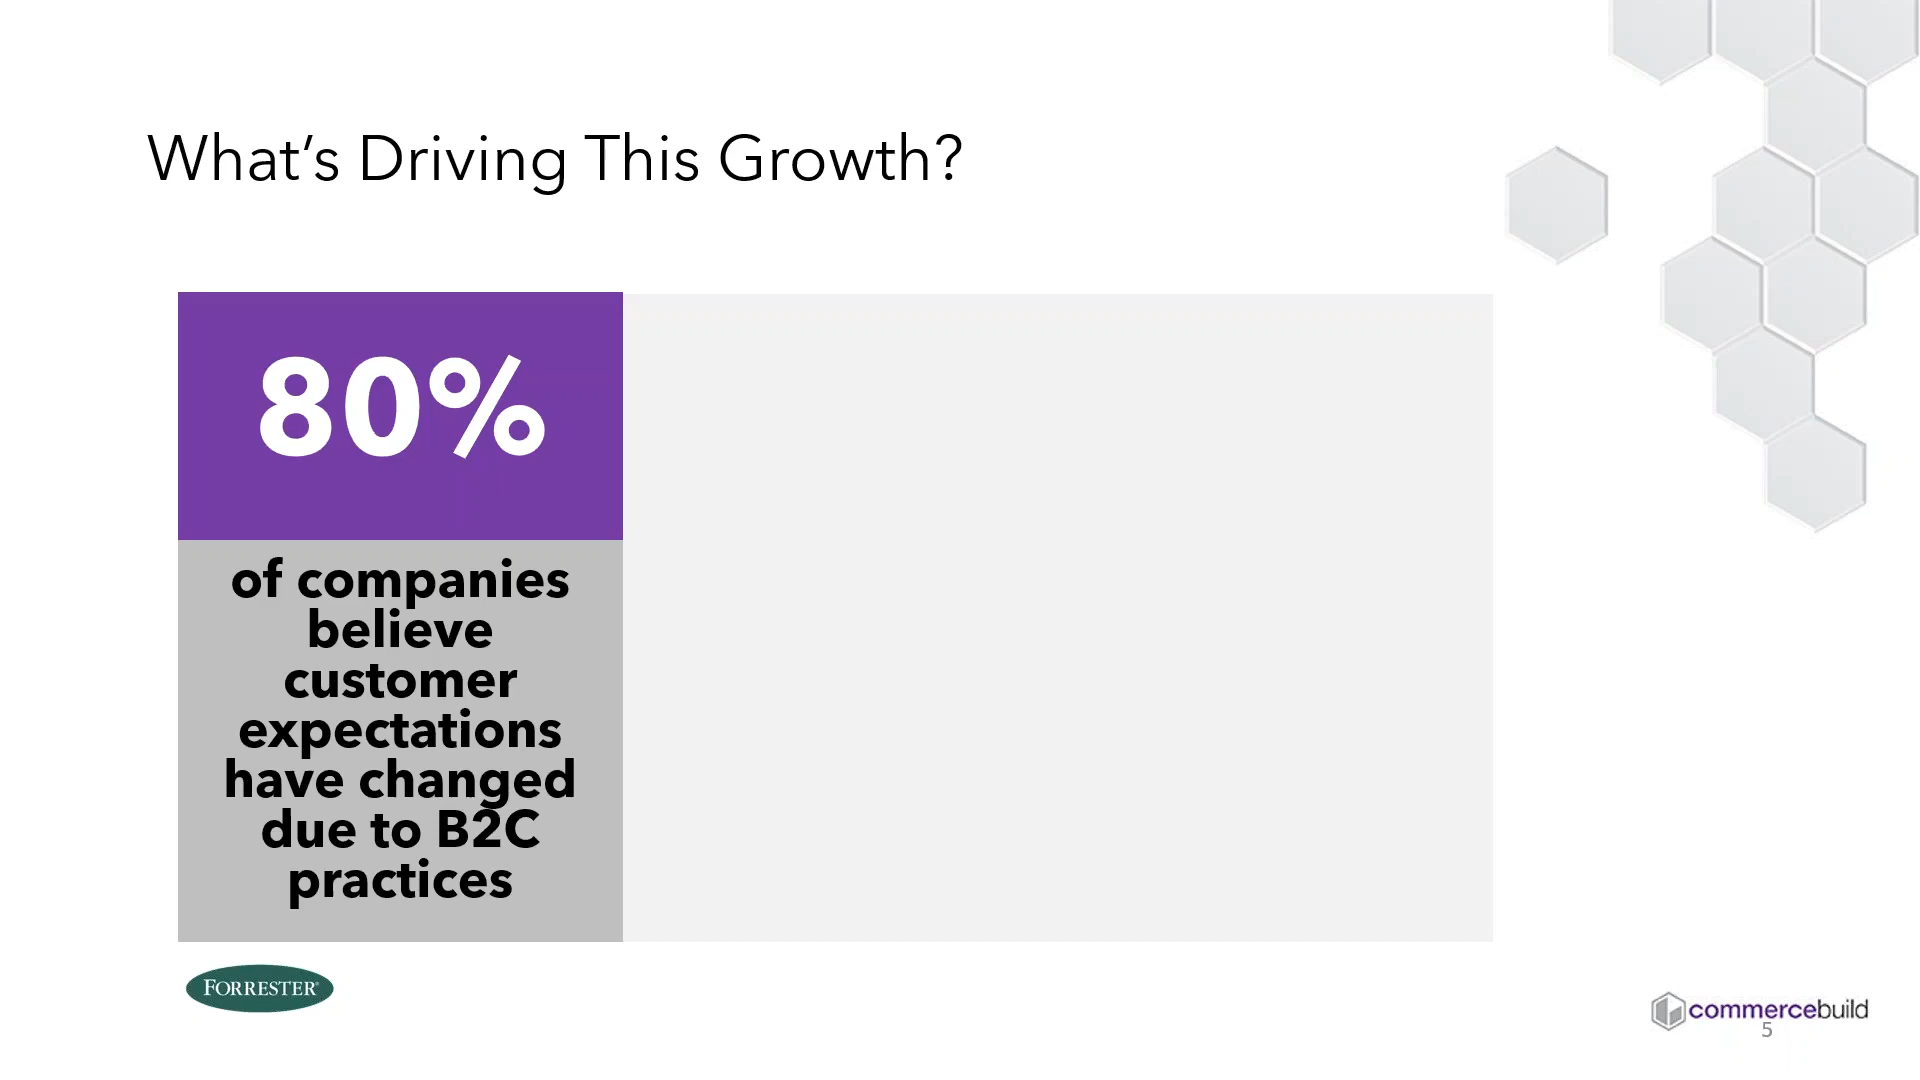 What’s Driving This Growth?
80%
of companies
believe
customer
expectations
have changed
due to B2C
practices
FORRESTER®
commercebuild
5